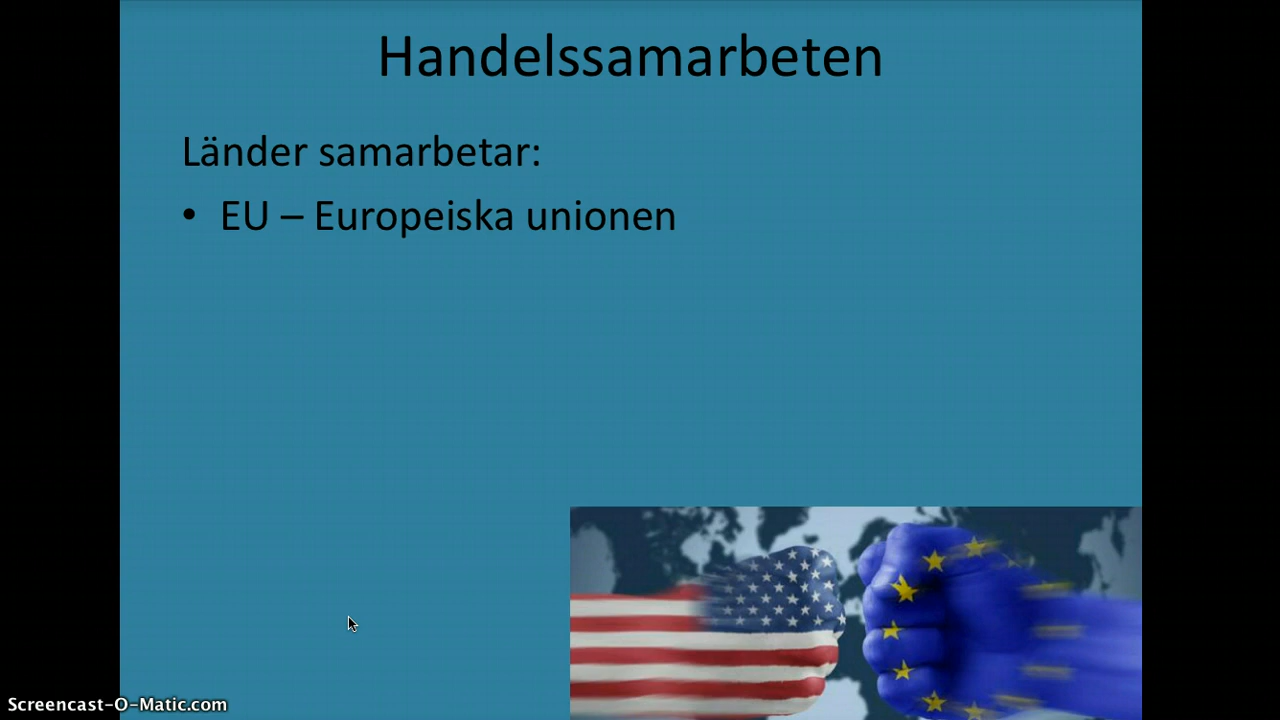 Handelssamarbeten
Länder samarbetar:
• EU – Europeiska unionen
Screencast-O-Matic.com